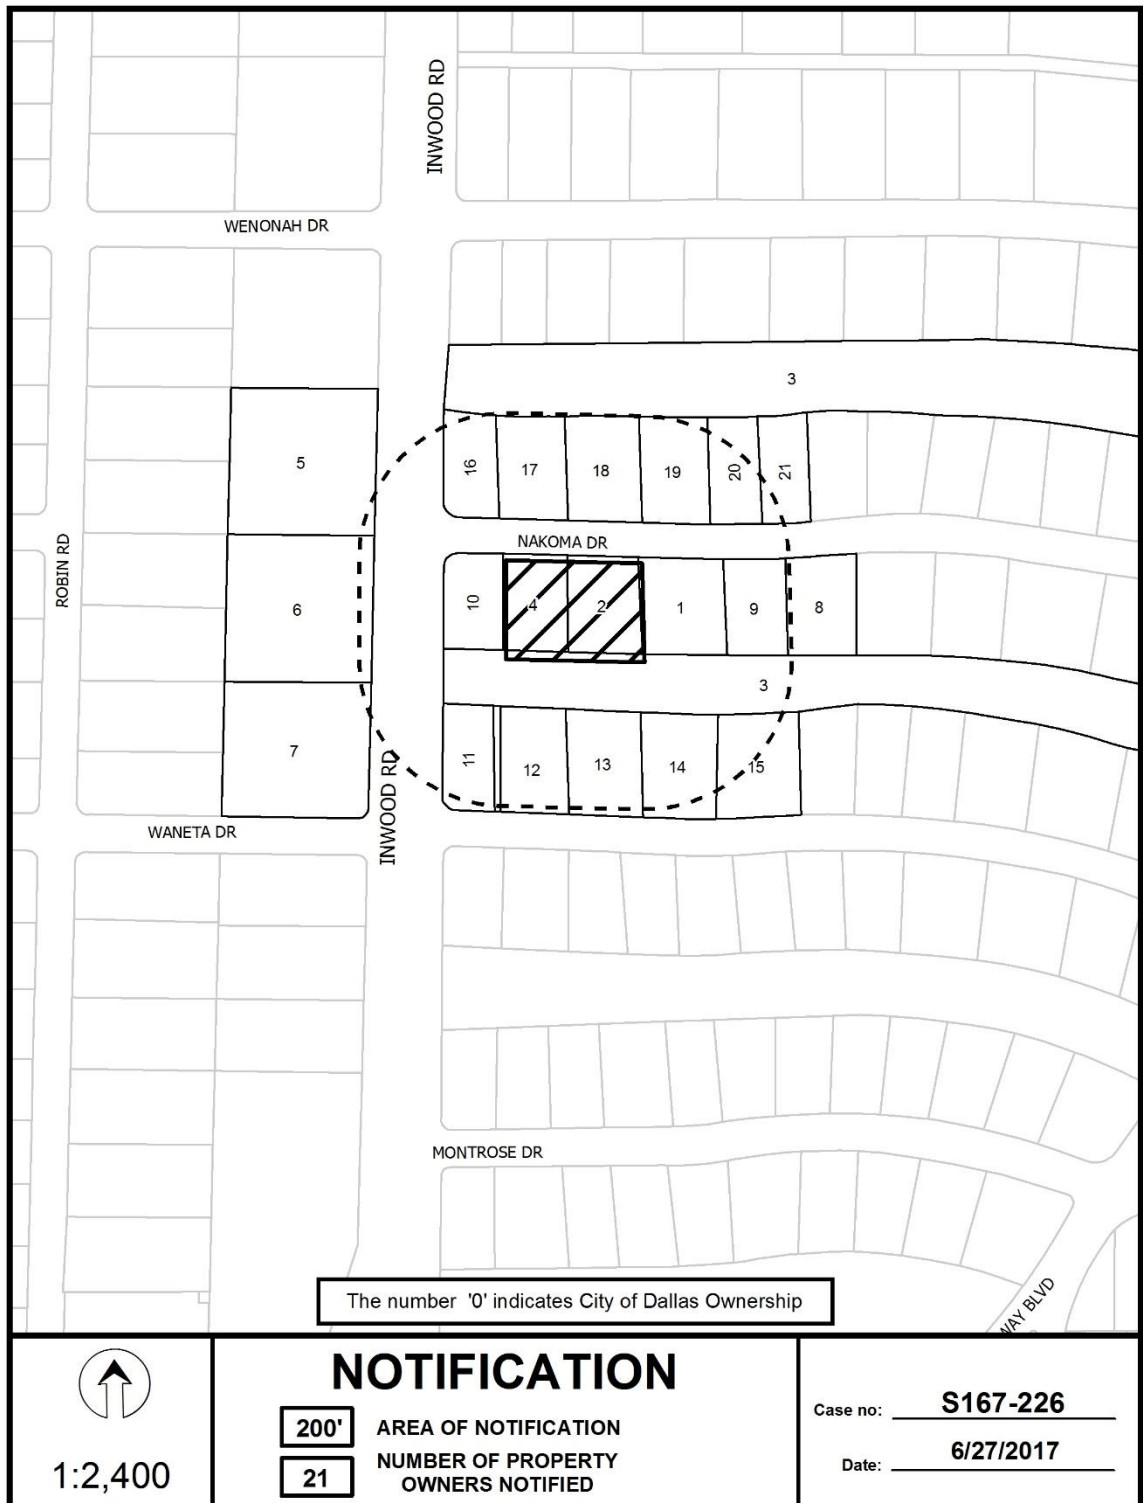 INWOOD RD
WENONAH DR
3
5
16
17
18
19
20
21
NAKOMA DR
ROBIN RD
6
10
4
2
1
9
8
3
7
11
12
13
14
15
INWOOD RD
WANETA DR
MONTROSE DR
WAY BLVD
The number '0' indicates City of Dallas Ownership
1:2,400
NOTIFICATION
200' AREA OF NOTIFICATION
21 NUMBER OF PROPERTY
OWNERS NOTIFIED
Case no: S167-226
Date: 6/27/2017